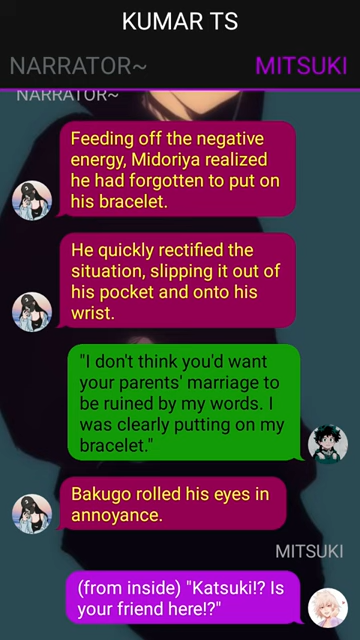 KUMAR TS
NARRATOR~
MITSUKI
NARRATOR~
Feeding off the negative
energy, Midoriya realized
he had forgotten to put on
his bracelet.
He quickly rectified the
situation, slipping it out of
his pocket and onto his
wrist.
"I don't think you'd want
your parents' marriage to
be ruined by my words. I
was clearly putting on my
bracelet."
Bakugo rolled his eyes in
annoyance.
MITSUKI
(from inside) "Katsuki!? Is
your friend here!?"